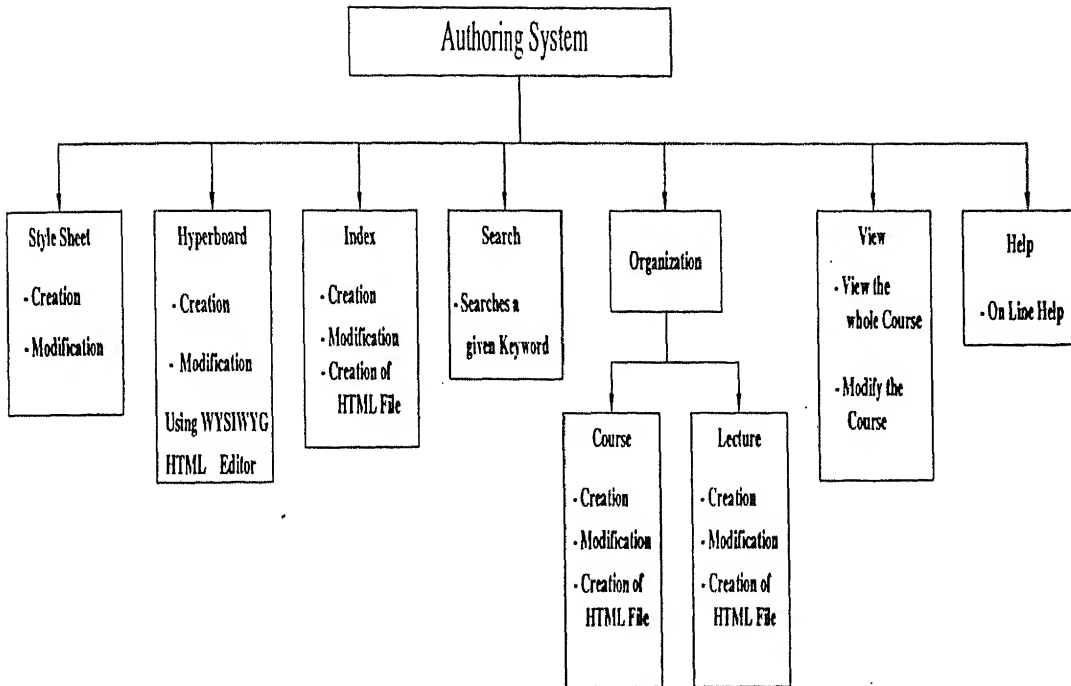 Authoring System
Style Sheet
- Creation
- Modification
Hyperboard
- Creation
- Modification
Using WYSIWYG
HTML Editor
Index
- Creation
- Modification
- Creation of
HTML File
Search
- Searches a
given Keyword
Organization
Course
- Creation
- Modification
- Creation of
HTML File
Lecture
- Creation
- Modification
- Creation of
HTML File
View
- View the
whole Course
- Modify the
Course
Help
- On Line Help